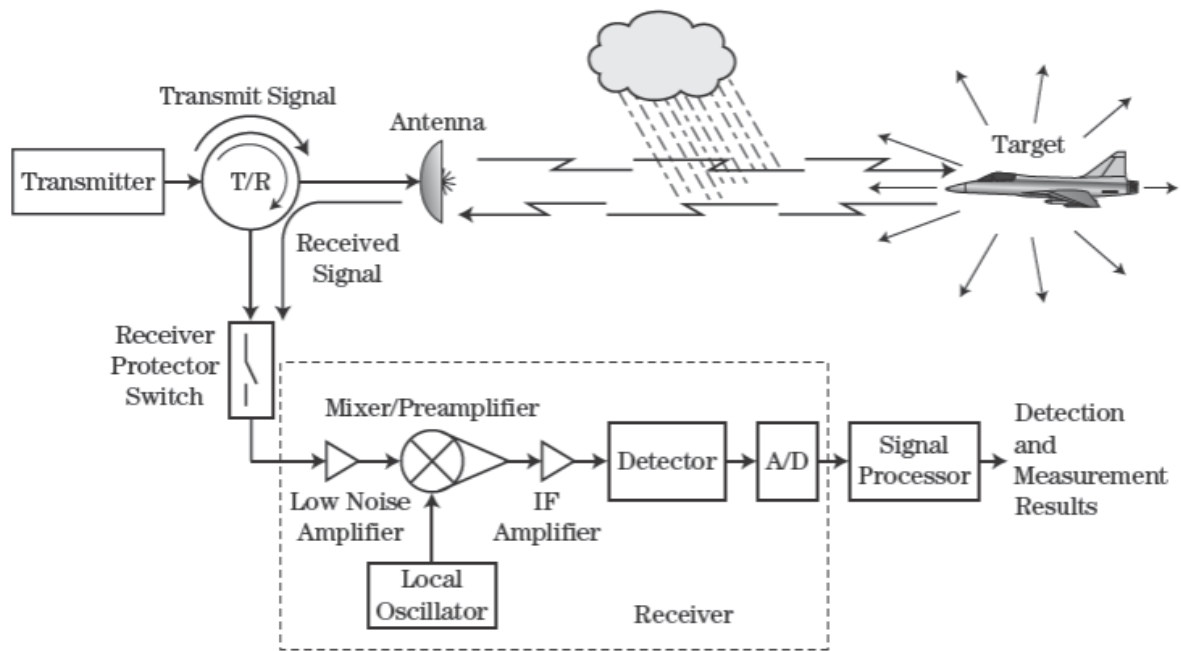 Transmit Signal
Antenna
Target
Transmitter
T/R
Received
Signal
Receiver
Protector
Switch
Mixer/Preamplifier
Detector
A/D
Signal
Processor
Detection
and
Measurement
Results
Low Noise
Amplifier
IF
Amplifier
Local
Oscillator
Receiver